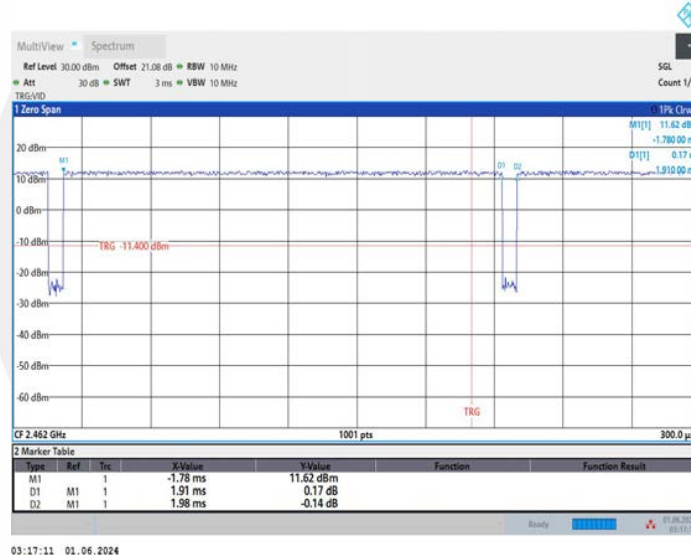 MultiView Spectrum
Ref Level 30.00 dBm Offset 21.08 dB RBW 10 MHz SGL
Att 30 dB SWT 3 ms VBW 10 MHz Count 1/
TRG:VID
1 Zero Span 1Pk Clrw
M1[1] 11.62 dB
-1.780 00
D1[1] 0.17
1.910 00
20 dBm
M1 D1 D2
10 dBm
0 dBm
-10 dBm
TRG -11.400 dBm
-20 dBm
-30 dBm
-40 dBm
-50 dBm
-60 dBm
TRG
CF 2.462 GHz 1001 pts 300.0 µ
2 Marker Table
Type Ref Trc X-Value Y-Value Function Function Result
M1 1 -1.78 ms 11.62 dBm
D1 M1 1 1.91 ms 0.17 dB
D2 M1 1 1.98 ms -0.14 dB
Ready
03:17:11 01.06.2024